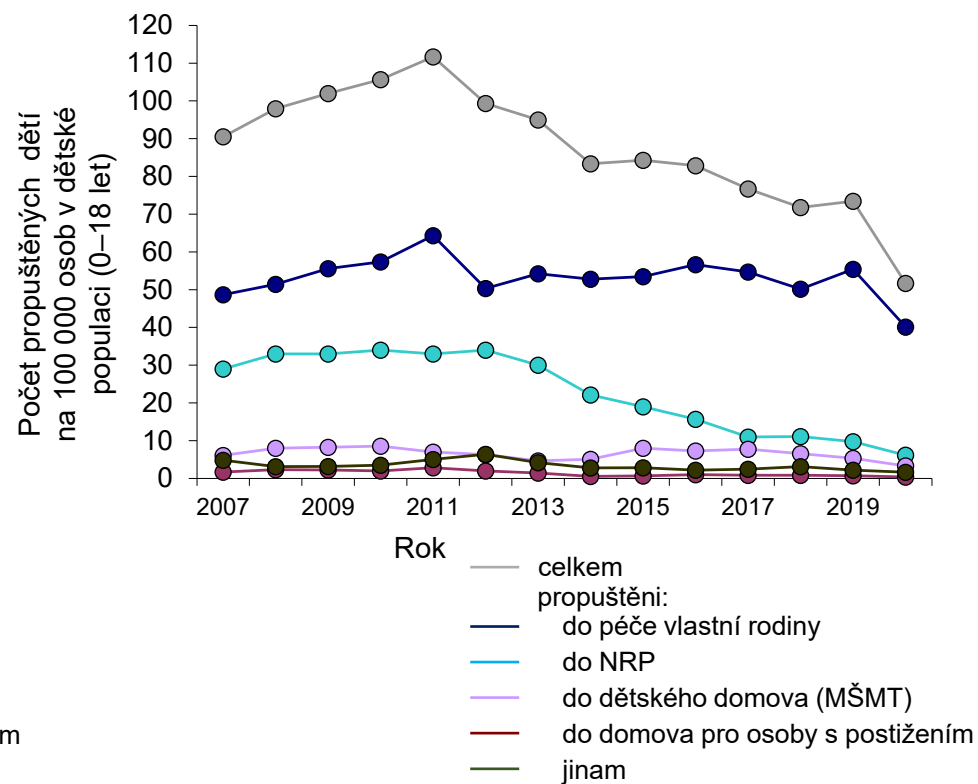 120
110
100
90
80
70
60
50
40
30
20
10
0
Počet propuštěných dětí
na 100 000 osob v dětské
populaci (0–18 let)
2007 2009 2011 2013 2015 2017 2019
Rok
celkem
propuštěni:
do péče vlastní rodiny
do NRP
do dětského domova (MŠMT)
m
do domova pro osoby s postižením
jinam